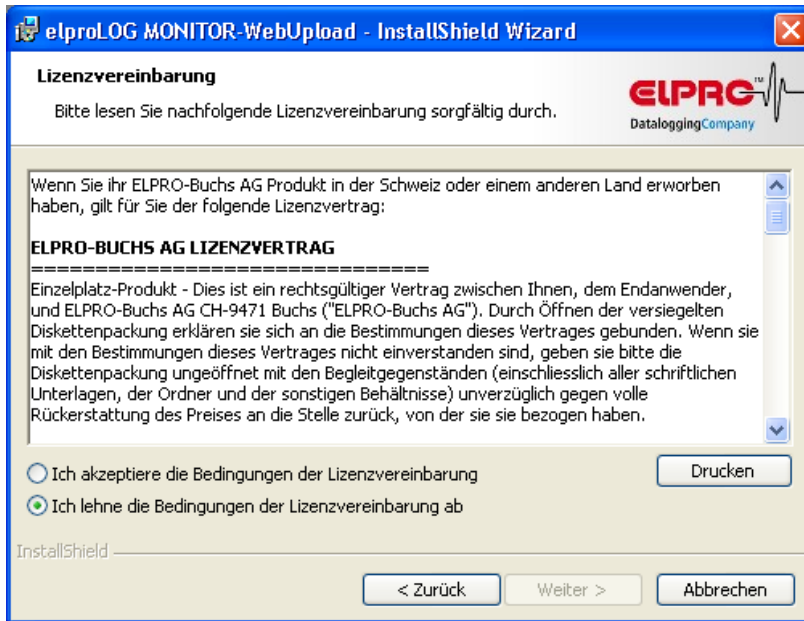 elproLOG MONITOR-WebUpload - InstallShield Wizard
Lizenzvereinbarung
Bitte lesen Sie nachfolgende Lizenzvereinbarung sorgfältig durch.
ELPRO™
DataloggingCompany
Wenn Sie ihr ELPRO-Buchs AG Produkt in der Schweiz oder einem anderen Land erworben
haben, gilt für Sie der folgende Lizenzvertrag:
ELPRO-BUCHS AG LIZENZVERTRAG
===============================
Einzelplatz-Produkt - Dies ist ein rechtsgültiger Vertrag zwischen Ihnen, dem Endanwender,
und ELPRO-Buchs AG CH-9471 Buchs ("ELPRO-Buchs AG"). Durch Öffnen der versiegelten
Diskettenpackung erklären sie sich an die Bestimmungen dieses Vertrages gebunden. Wenn sie
mit den Bestimmungen dieses Vertrages nicht einverstanden sind, geben sie bitte die
Diskettenpackung ungeöffnet mit den Begleitgegenständen (einschliesslich aller schriftlichen
Unterlagen, der Ordner und der sonstigen Behältnisse) unverzüglich gegen volle
Rückerstattung des Preises an die Stelle zurück, von der sie sie bezogen haben.
Ich akzeptiere die Bedingungen der Lizenzvereinbarung
Drucken
Ich lehne die Bedingungen der Lizenzvereinbarung ab
InstallShield
< Zurück
Weiter >
Abbrechen